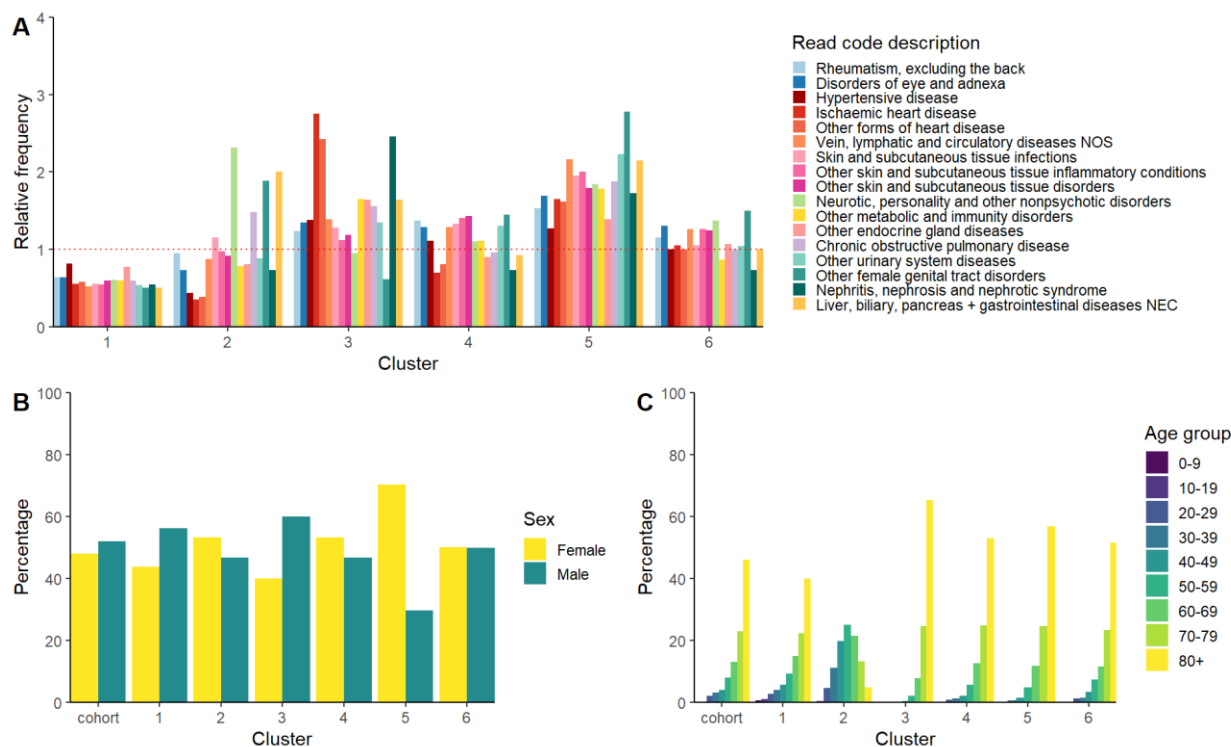 A
Relative frequency
4
3
2
1
0
1 2 3 4 5 6
Cluster
Read code description
Rheumatism, excluding the back
Disorders of eye and adnexa
Hypertensive disease
Ischaemic heart disease
Other forms of heart disease
Vein, lymphatic and circulatory diseases NOS
Skin and subcutaneous tissue infections
Other skin and subcutaneous tissue inflammatory conditions
Other skin and subcutaneous tissue disorders
Neurotic, personality and other nonpsychotic disorders
Other metabolic and immunity disorders
Other endocrine gland diseases
Chronic obstructive pulmonary disease
Other urinary system diseases
Other female genital tract disorders
Nephritis, nephrosis and nephrotic syndrome
Liver, biliary, pancreas + gastrointestinal diseases NEC
B
Percentage
100
80
60
40
20
0
cohort 1 2 3 4 5 6
Cluster
Sex
Female
Male
C
Percentage
100
80
60
40
20
0
cohort 1 2 3 4 5 6
Cluster
Age group
0-9
10-19
20-29
30-39
40-49
50-59
60-69
70-79
80+